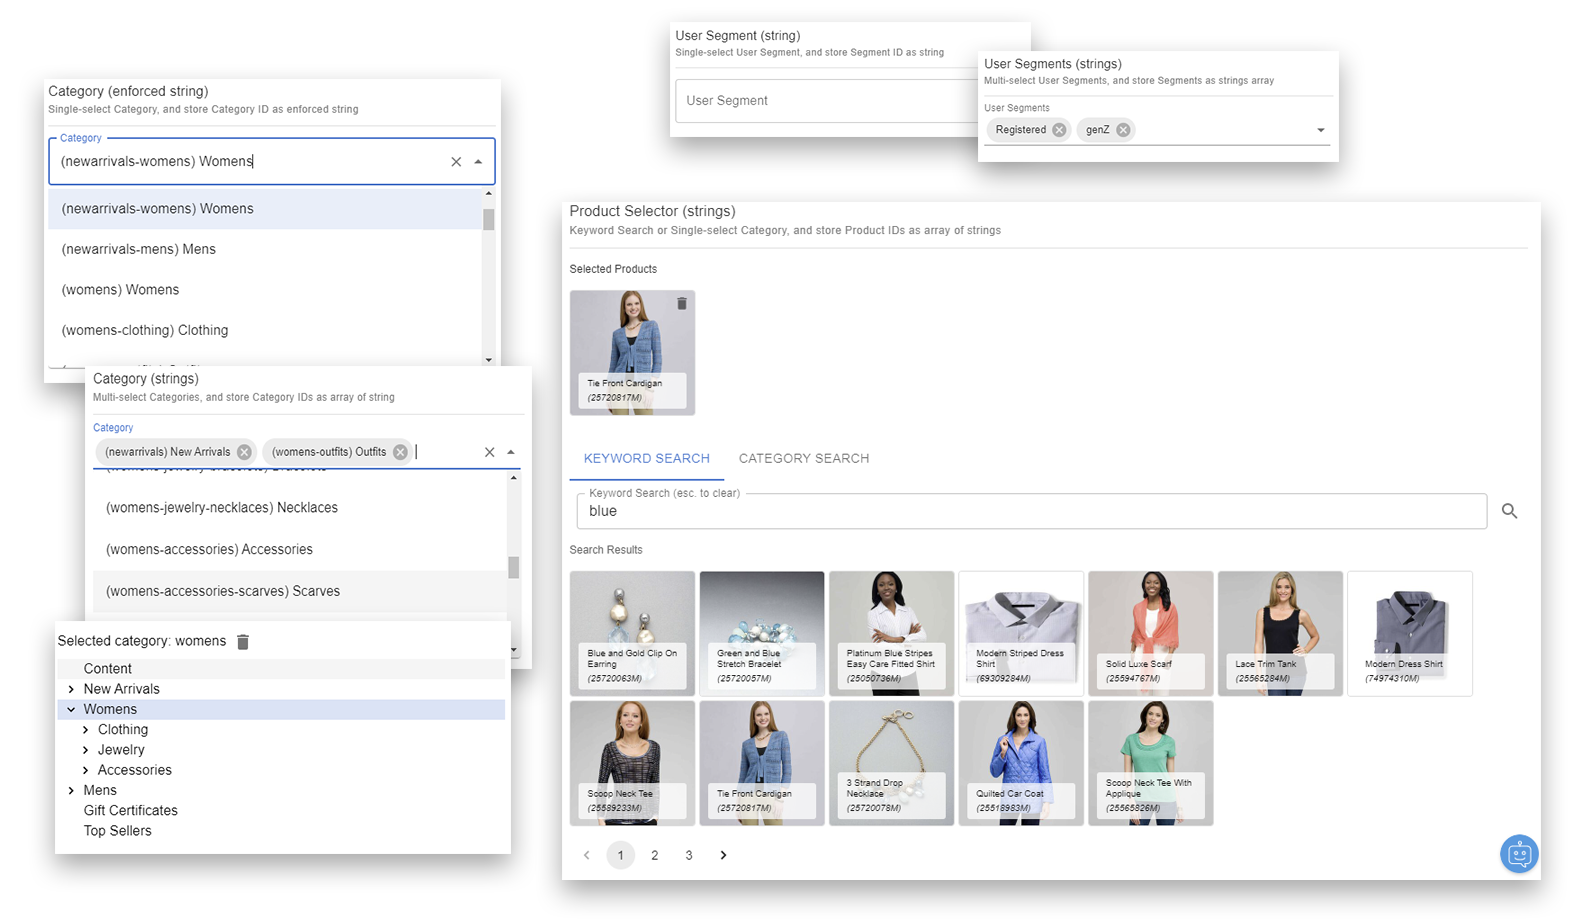 Category (enforced string)
Single-select Category, and store Category ID as enforced string
Category
(newarrivals-womens) Womens
(newarrivals-womens) Womens
(newarrivals-mens) Mens
(womens) Womens
(womens-clothing) Clothing
Category (strings)
Multi-select Categories, and store Category IDs as array of string
Category
(newarrivals) New Arrivals
(womens-outfits) Outfits
(womens-jewelry-bracelets) Bracelets
(womens-jewelry-necklaces) Necklaces
(womens-accessories) Accessories
(womens-accessories-scarves) Scarves
Selected category: womens
Content
New Arrivals
Womens
Clothing
Jewelry
Accessories
Mens
Gift Certificates
Top Sellers
User Segment (string)
Single-select User Segment, and store Segment ID as string
User Segment
User Segments (strings)
Multi-select User Segments, and store Segments as strings array
User Segments
Registered
genZ
Product Selector (strings)
Keyword Search or Single-select Category, and store Product IDs as array of strings
Selected Products
Tie Front Cardigan
(25720817M)
KEYWORD SEARCH
CATEGORY SEARCH
Keyword Search (esc. to clear)
blue
Search Results
Blue and Gold Clip On
Earring
(25720063M)
Green and Blue
Stretch Bracelet
(25720057M)
Platinum Blue Stripes
Easy Care Fitted Shirt
(25050736M)
Modern Striped Dress
Shirt
(69309284M)
Solid Luxe Scarf
(25594767M)
Lace Trim Tank
(25565284M)
Modern Dress Shirt
(74974310M)
Scoop Neck Tee
(25589233M)
Tie Front Cardigan
(25720817M)
3 Strand Drop
Necklace
(25720078M)
Quilted Car Coat
(25518983M)
Scoop Neck Tee With
Applique
(25565826M)
1 2 3